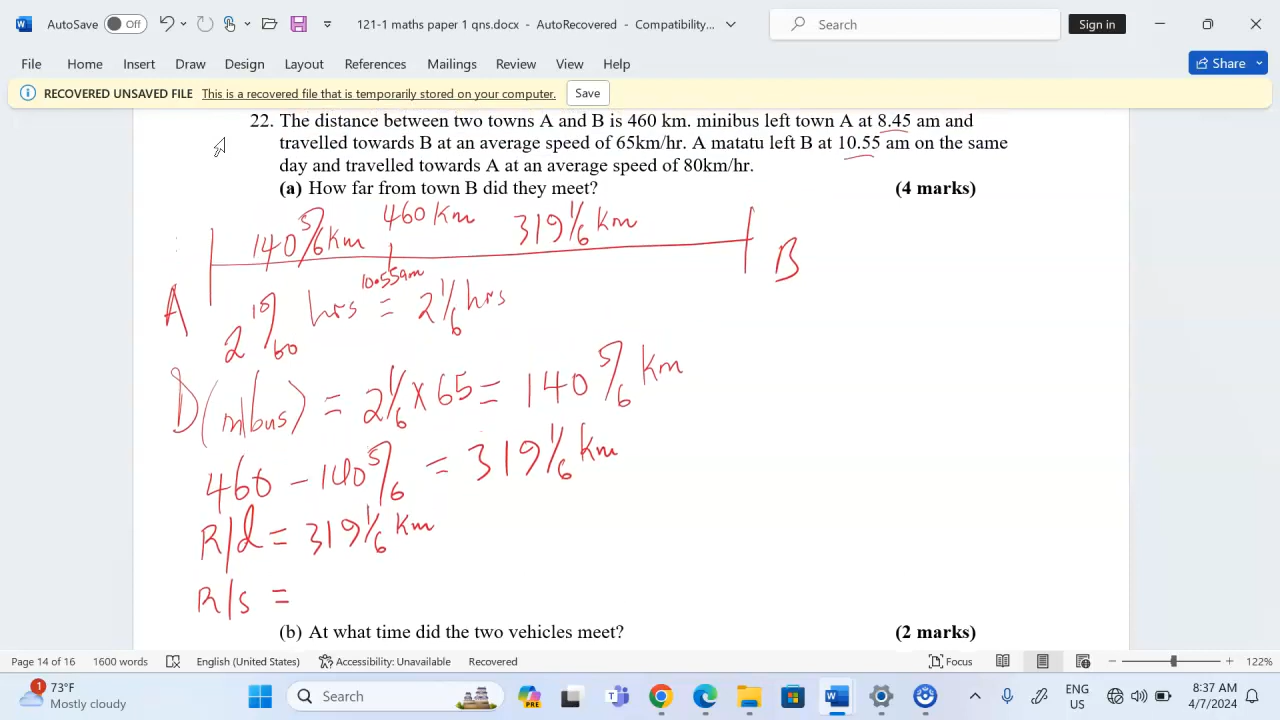 AutoSave Off 121-1 maths paper 1 qns.docx - AutoRecovered - Compatibility... Search Sign in
File Home Insert Draw Design Layout References Mailings Review View Help Share
RECOVERED UNSAVED FILE This is a recovered file that is temporarily stored on your computer. Save
22. The distance between two towns A and B is 460 km. minibus left town A at 8.45 am and
travelled towards B at an average speed of 65km/hr. A matatu left B at 10.55 am on the same
day and travelled towards A at an average speed of 80km/hr.
(a) How far from town B did they meet? (4 marks)
140 5/6 km 460 km 319 1/6 km
10.55am
A B
2 10/60 hrs = 2 1/6 hrs
D(m/bus) = 2 1/6 × 65 = 140 5/6 km
460 - 140 5/6 = 319 1/6 km
R/d = 319 1/6 km
R/s =
(b) At what time did the two vehicles meet? (2 marks)
Page 14 of 16 1600 words English (United States) Accessibility: Unavailable Recovered Focus 122%
1 73°F Search PRE ENG 8:37 AM
Mostly cloudy US 4/7/2024